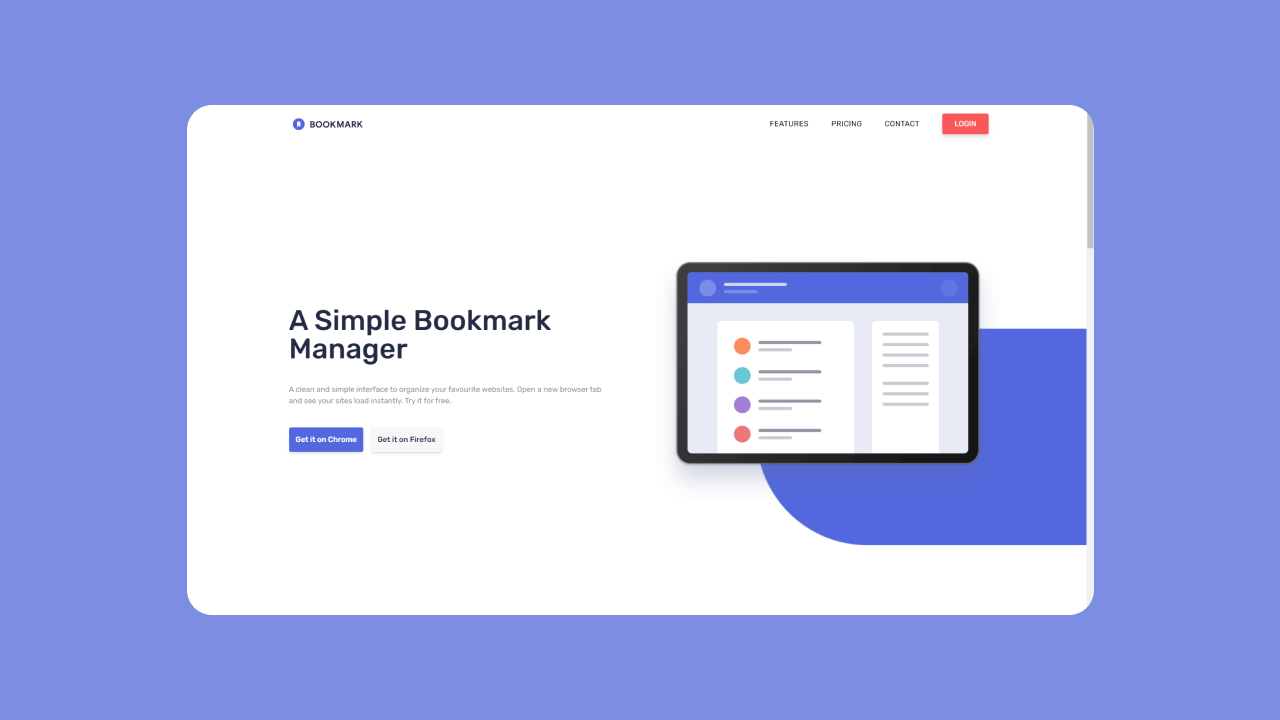 BOOKMARK
FEATURES PRICING CONTACT LOGIN
A Simple Bookmark
Manager
A clean and simple interface to organize your favourite websites. Open a new browser tab
and see your sites load instantly. Try it for free.
Get it on Chrome Get it on Firefox